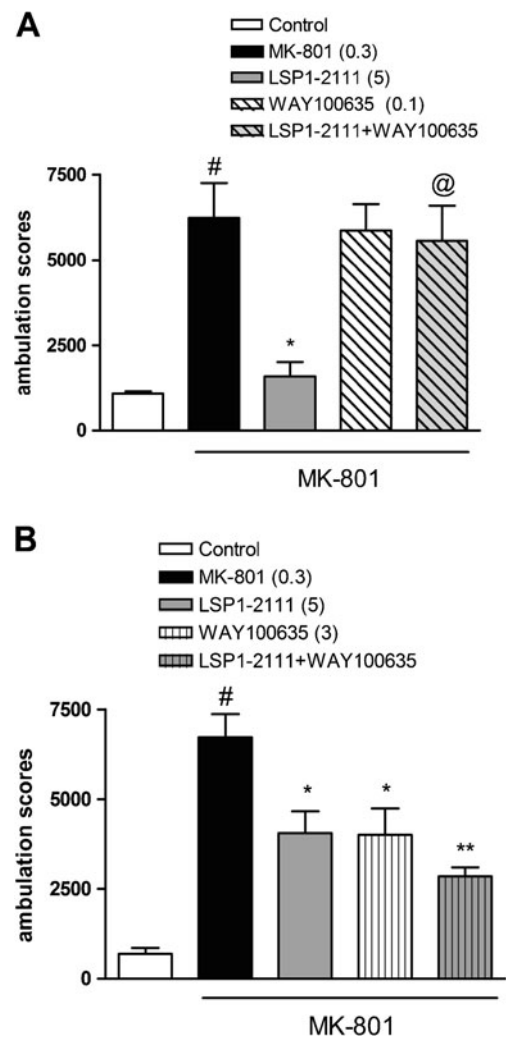 A
Control
MK-801 (0.3)
LSP1-2111 (5)
WAY100635 (0.1)
LSP1-2111+WAY100635
ambulation scores
7500
5000
2500
0
#
*
@
MK-801
B
Control
MK-801 (0.3)
LSP1-2111 (5)
WAY100635 (3)
LSP1-2111+WAY100635
ambulation scores
7500
5000
2500
0
#
*
*
**
MK-801